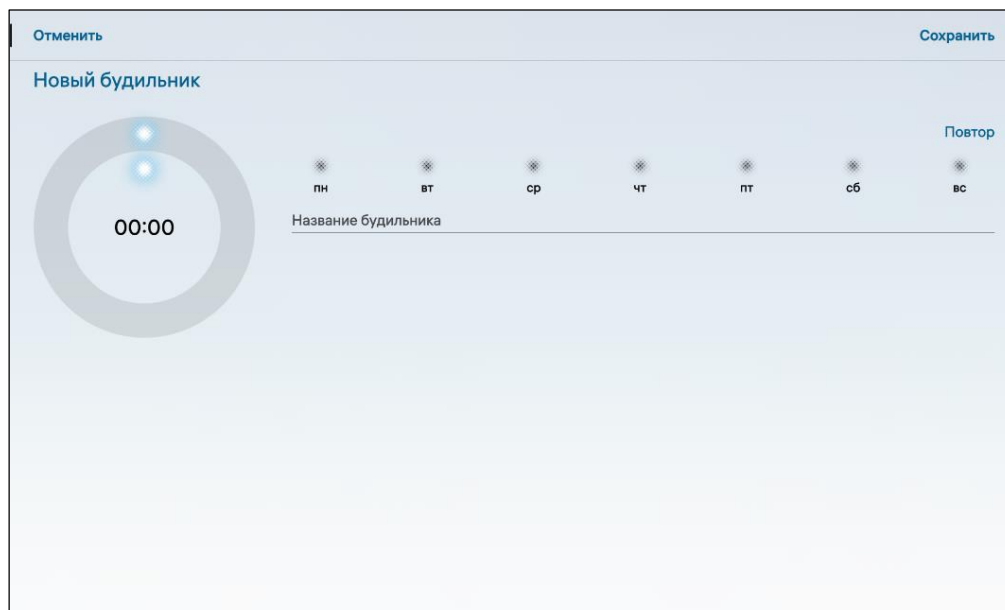 Отменить Сохранить
Новый будильник
Повтор
пн вт ср чт пт сб вс
00:00
Название будильника